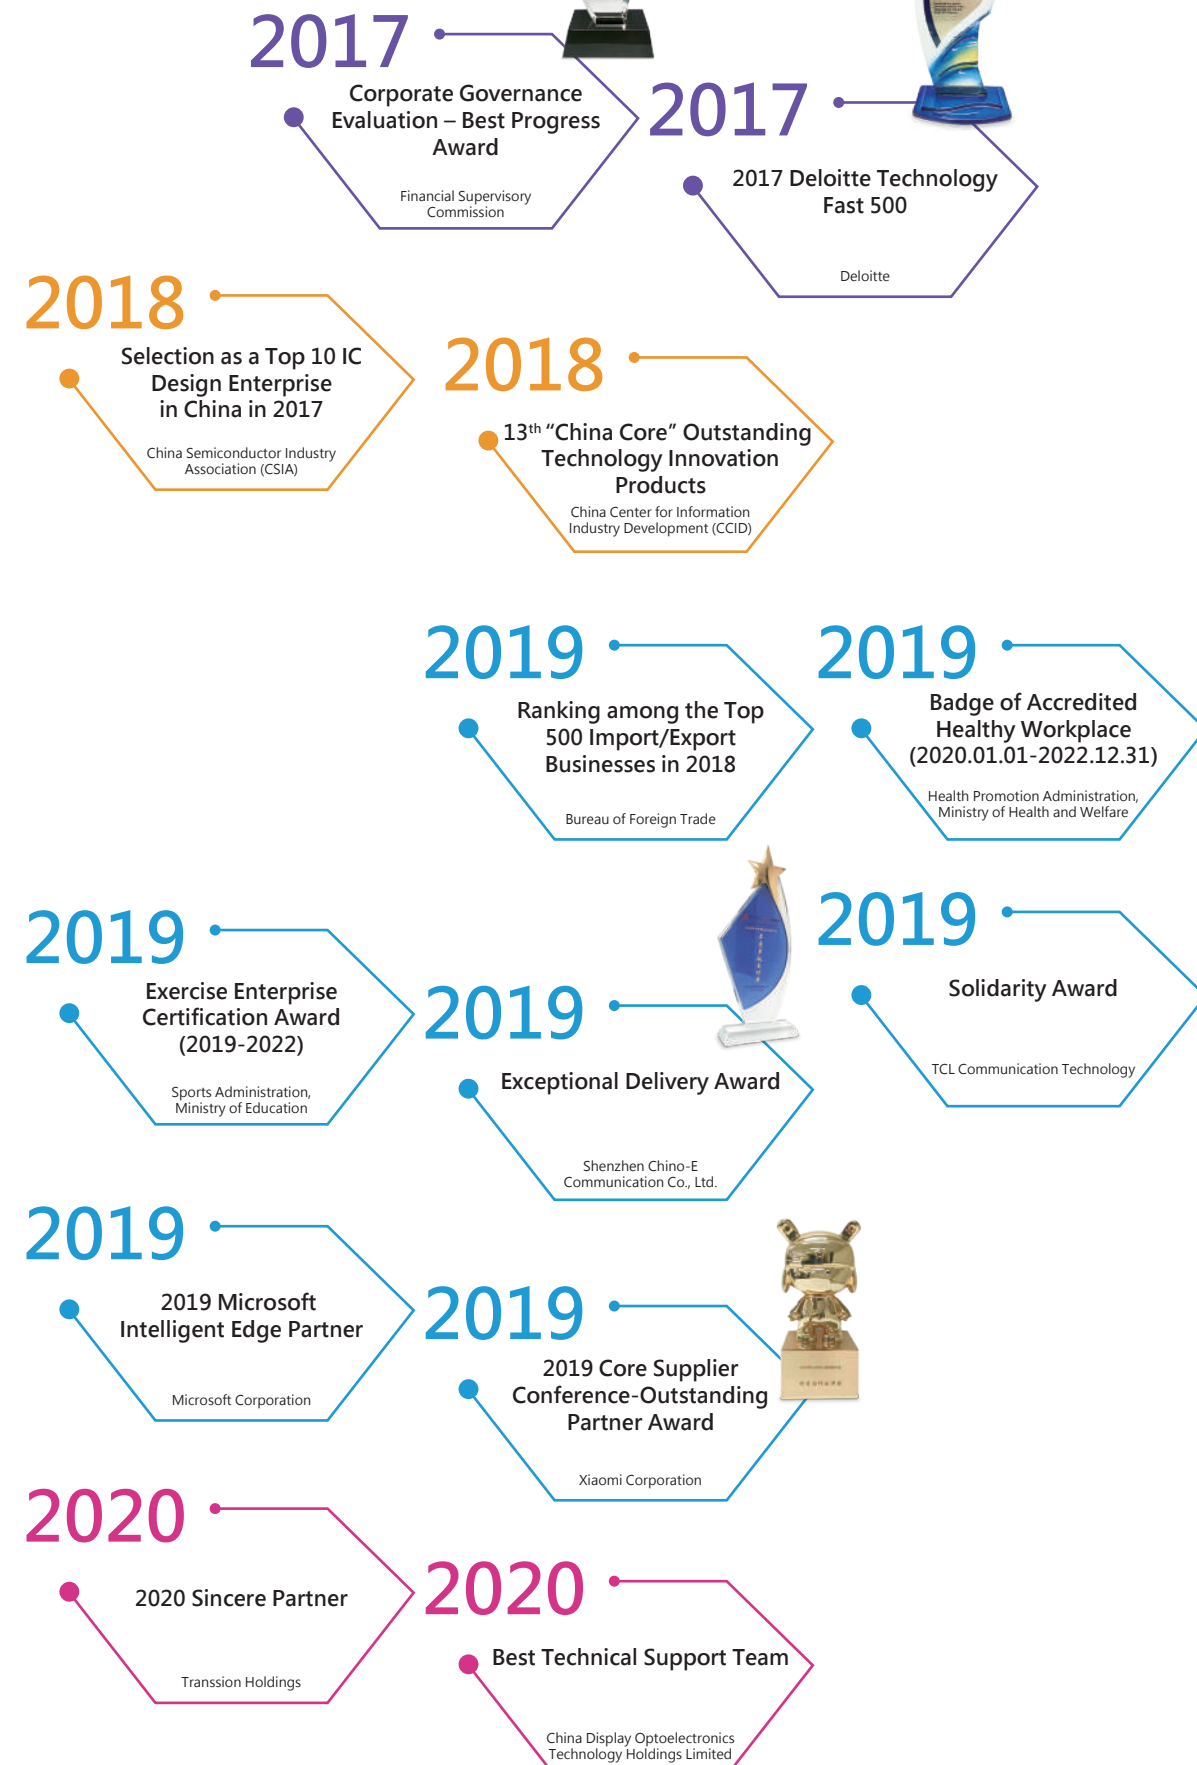 2017
Corporate Governance
Evaluation – Best Progress
Award
Financial Supervisory
Commission
2017
2017 Deloitte Technology
Fast 500
Deloitte
2018
Selection as a Top 10 IC
Design Enterprise
in China in 2017
China Semiconductor Industry
Association (CSIA)
2018
13th “China Core” Outstanding
Technology Innovation
Products
China Center for Information
Industry Development (CCID)
2019
Ranking among the Top
500 Import/Export
Businesses in 2018
Bureau of Foreign Trade
2019
Badge of Accredited
Healthy Workplace
(2020.01.01-2022.12.31)
Health Promotion Administration,
Ministry of Health and Welfare
2019
Exercise Enterprise
Certification Award
(2019-2022)
Sports Administration,
Ministry of Education
2019
Exceptional Delivery Award
Shenzhen Chino-E
Communication Co., Ltd.
2019
Solidarity Award
TCL Communication Technology
2019
2019 Microsoft
Intelligent Edge Partner
Microsoft Corporation
2019
2019 Core Supplier
Conference-Outstanding
Partner Award
Xiaomi Corporation
2020
2020 Sincere Partner
Transsion Holdings
2020
Best Technical Support Team
China Display Optoelectronics
Technology Holdings Limited